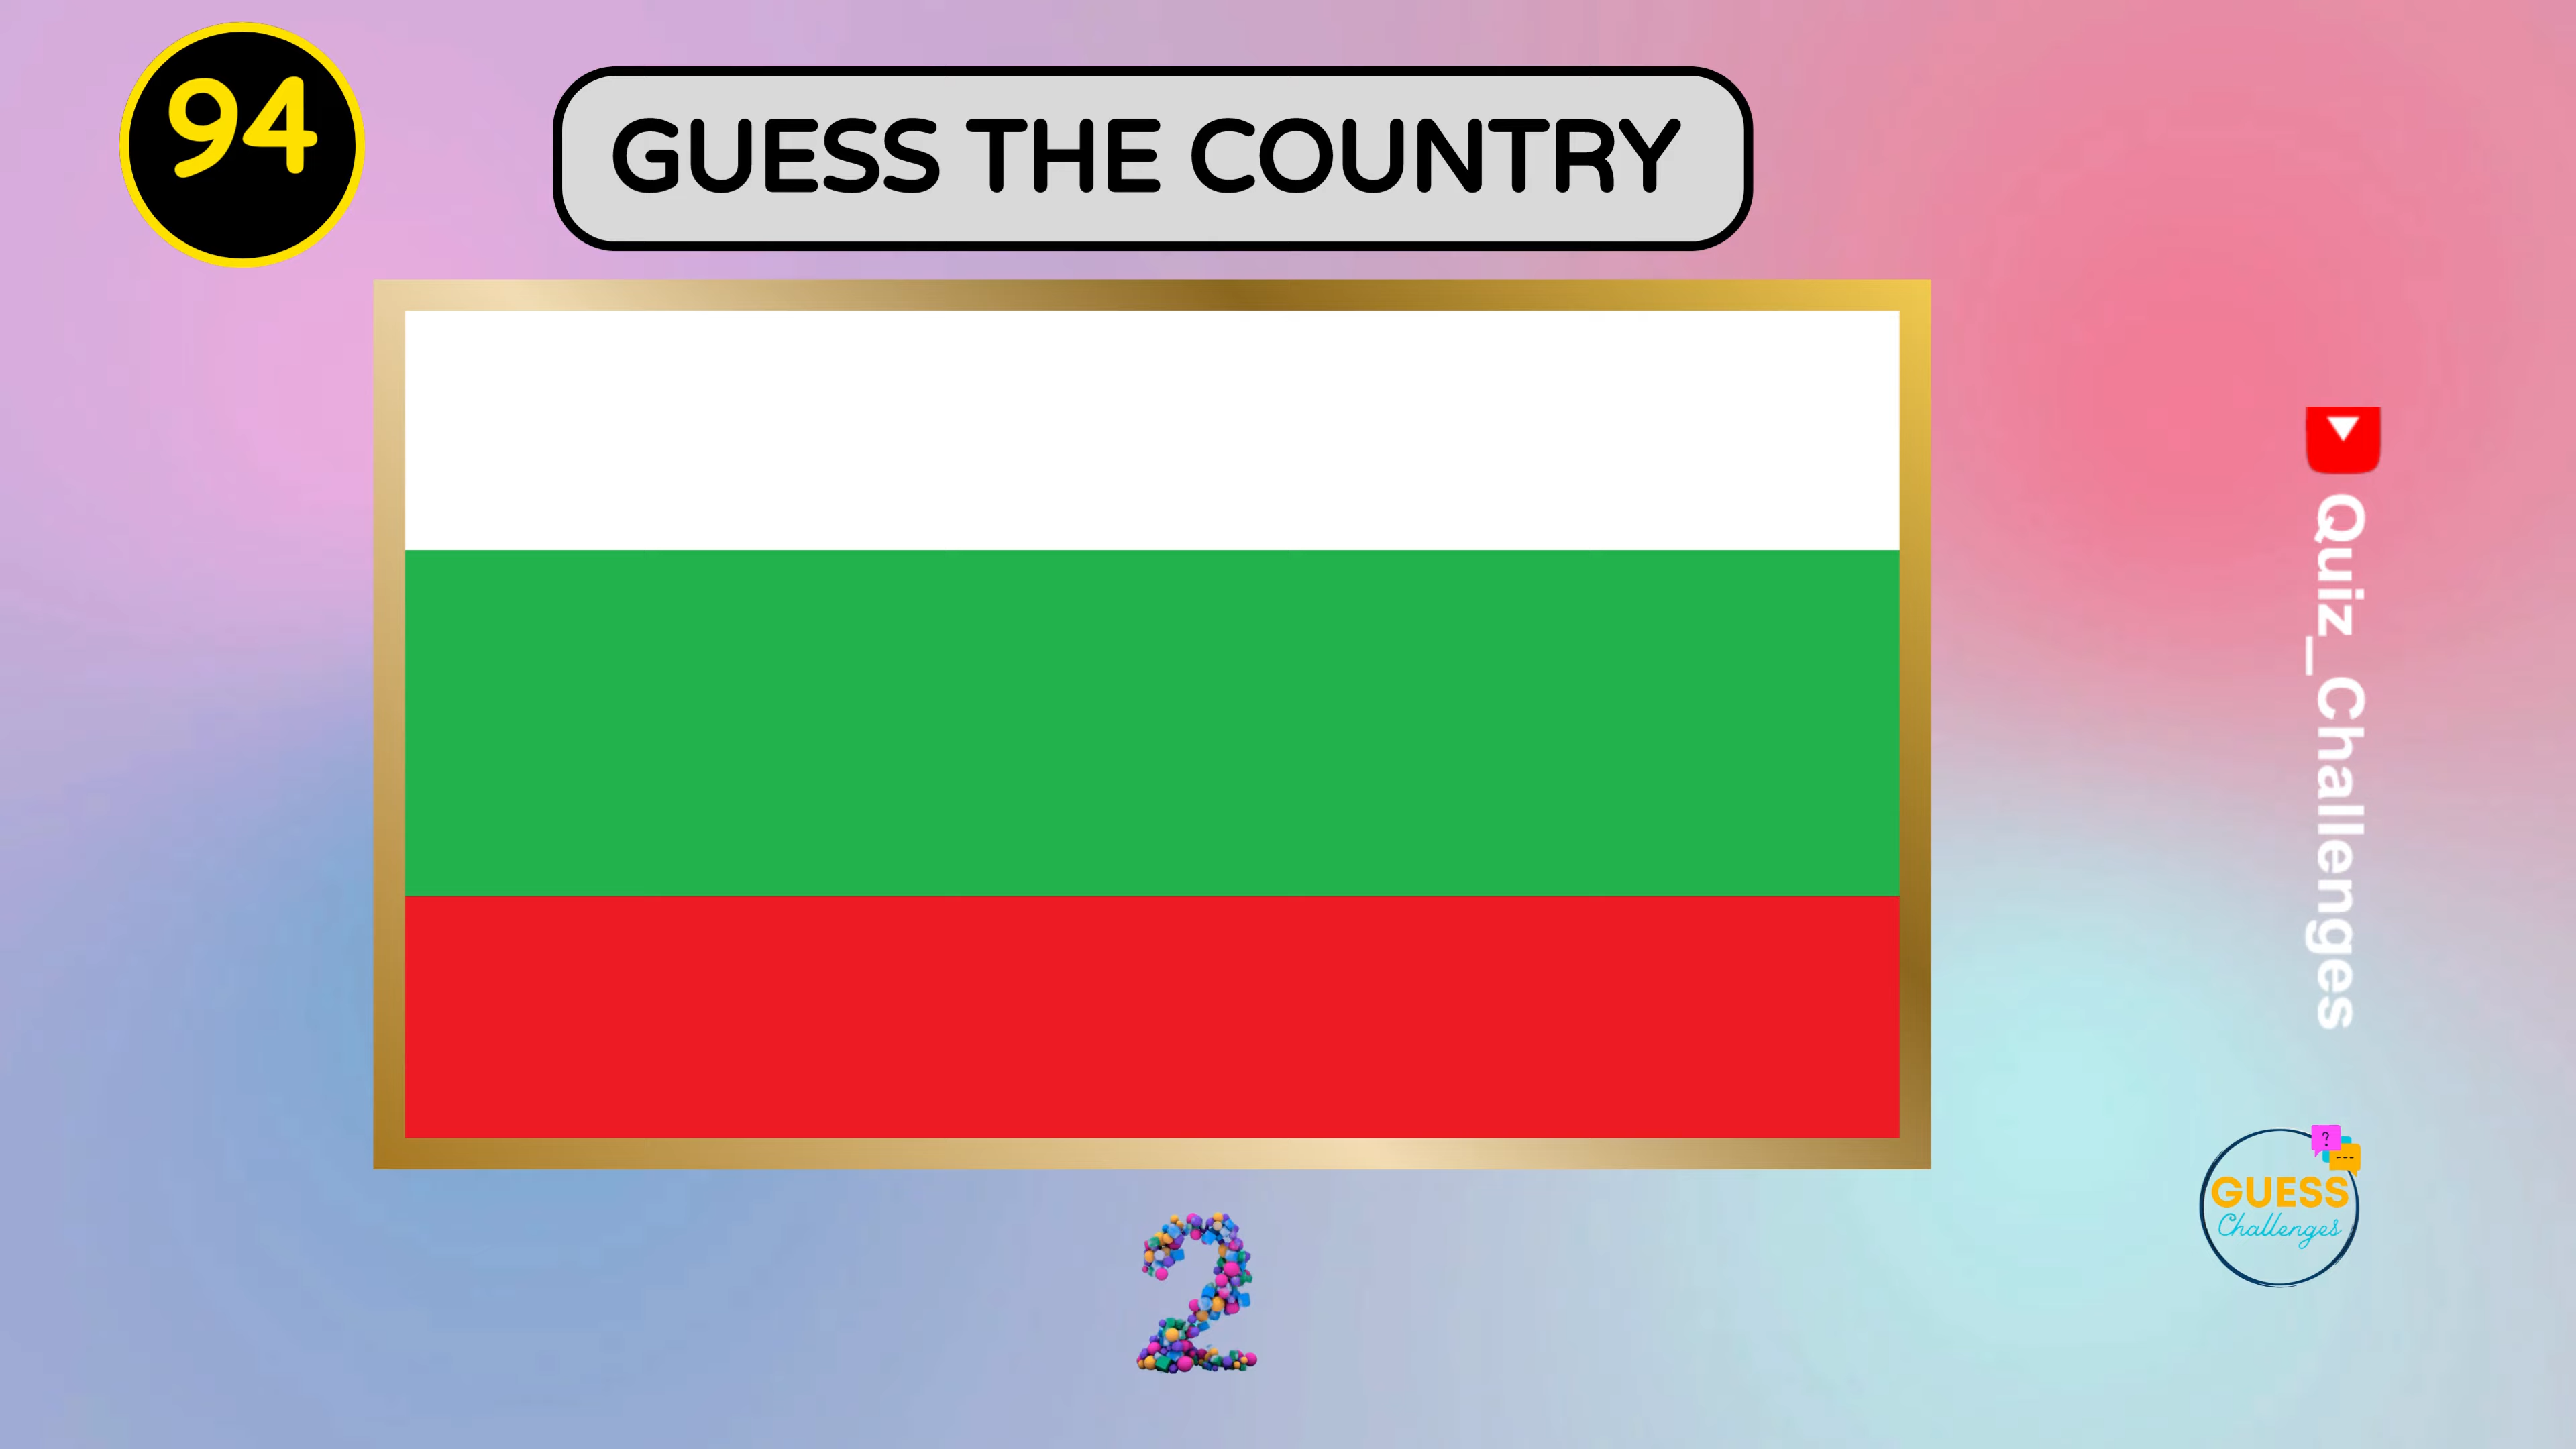 94
GUESS THE COUNTRY
Quiz_Challenges
?
---
GUESS
Challenges
2